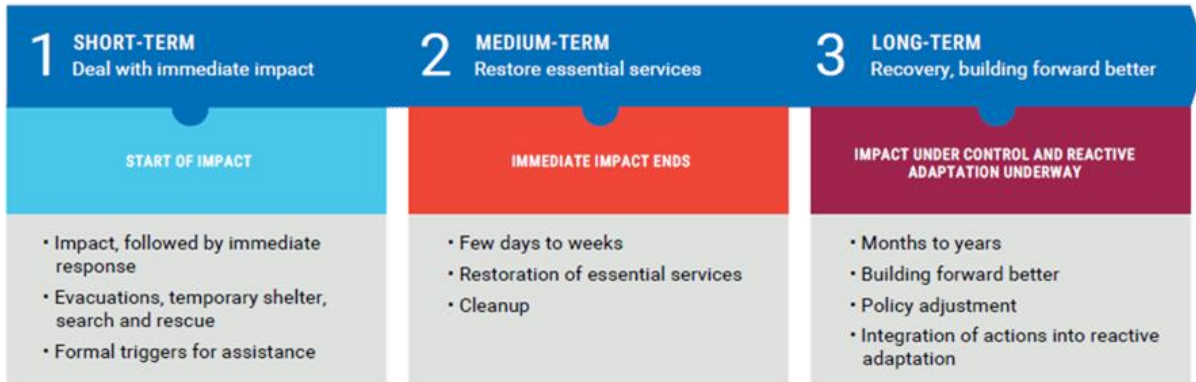 1 SHORT-TERM
Deal with immediate impact
2 MEDIUM-TERM
Restore essential services
3 LONG-TERM
Recovery, building forward better
START OF IMPACT
IMMEDIATE IMPACT ENDS
IMPACT UNDER CONTROL AND REACTIVE
ADAPTATION UNDERWAY
• Impact, followed by immediate
response
• Evacuations, temporary shelter,
search and rescue
• Formal triggers for assistance
• Few days to weeks
• Restoration of essential services
• Cleanup
• Months to years
• Building forward better
• Policy adjustment
• Integration of actions into reactive
adaptation